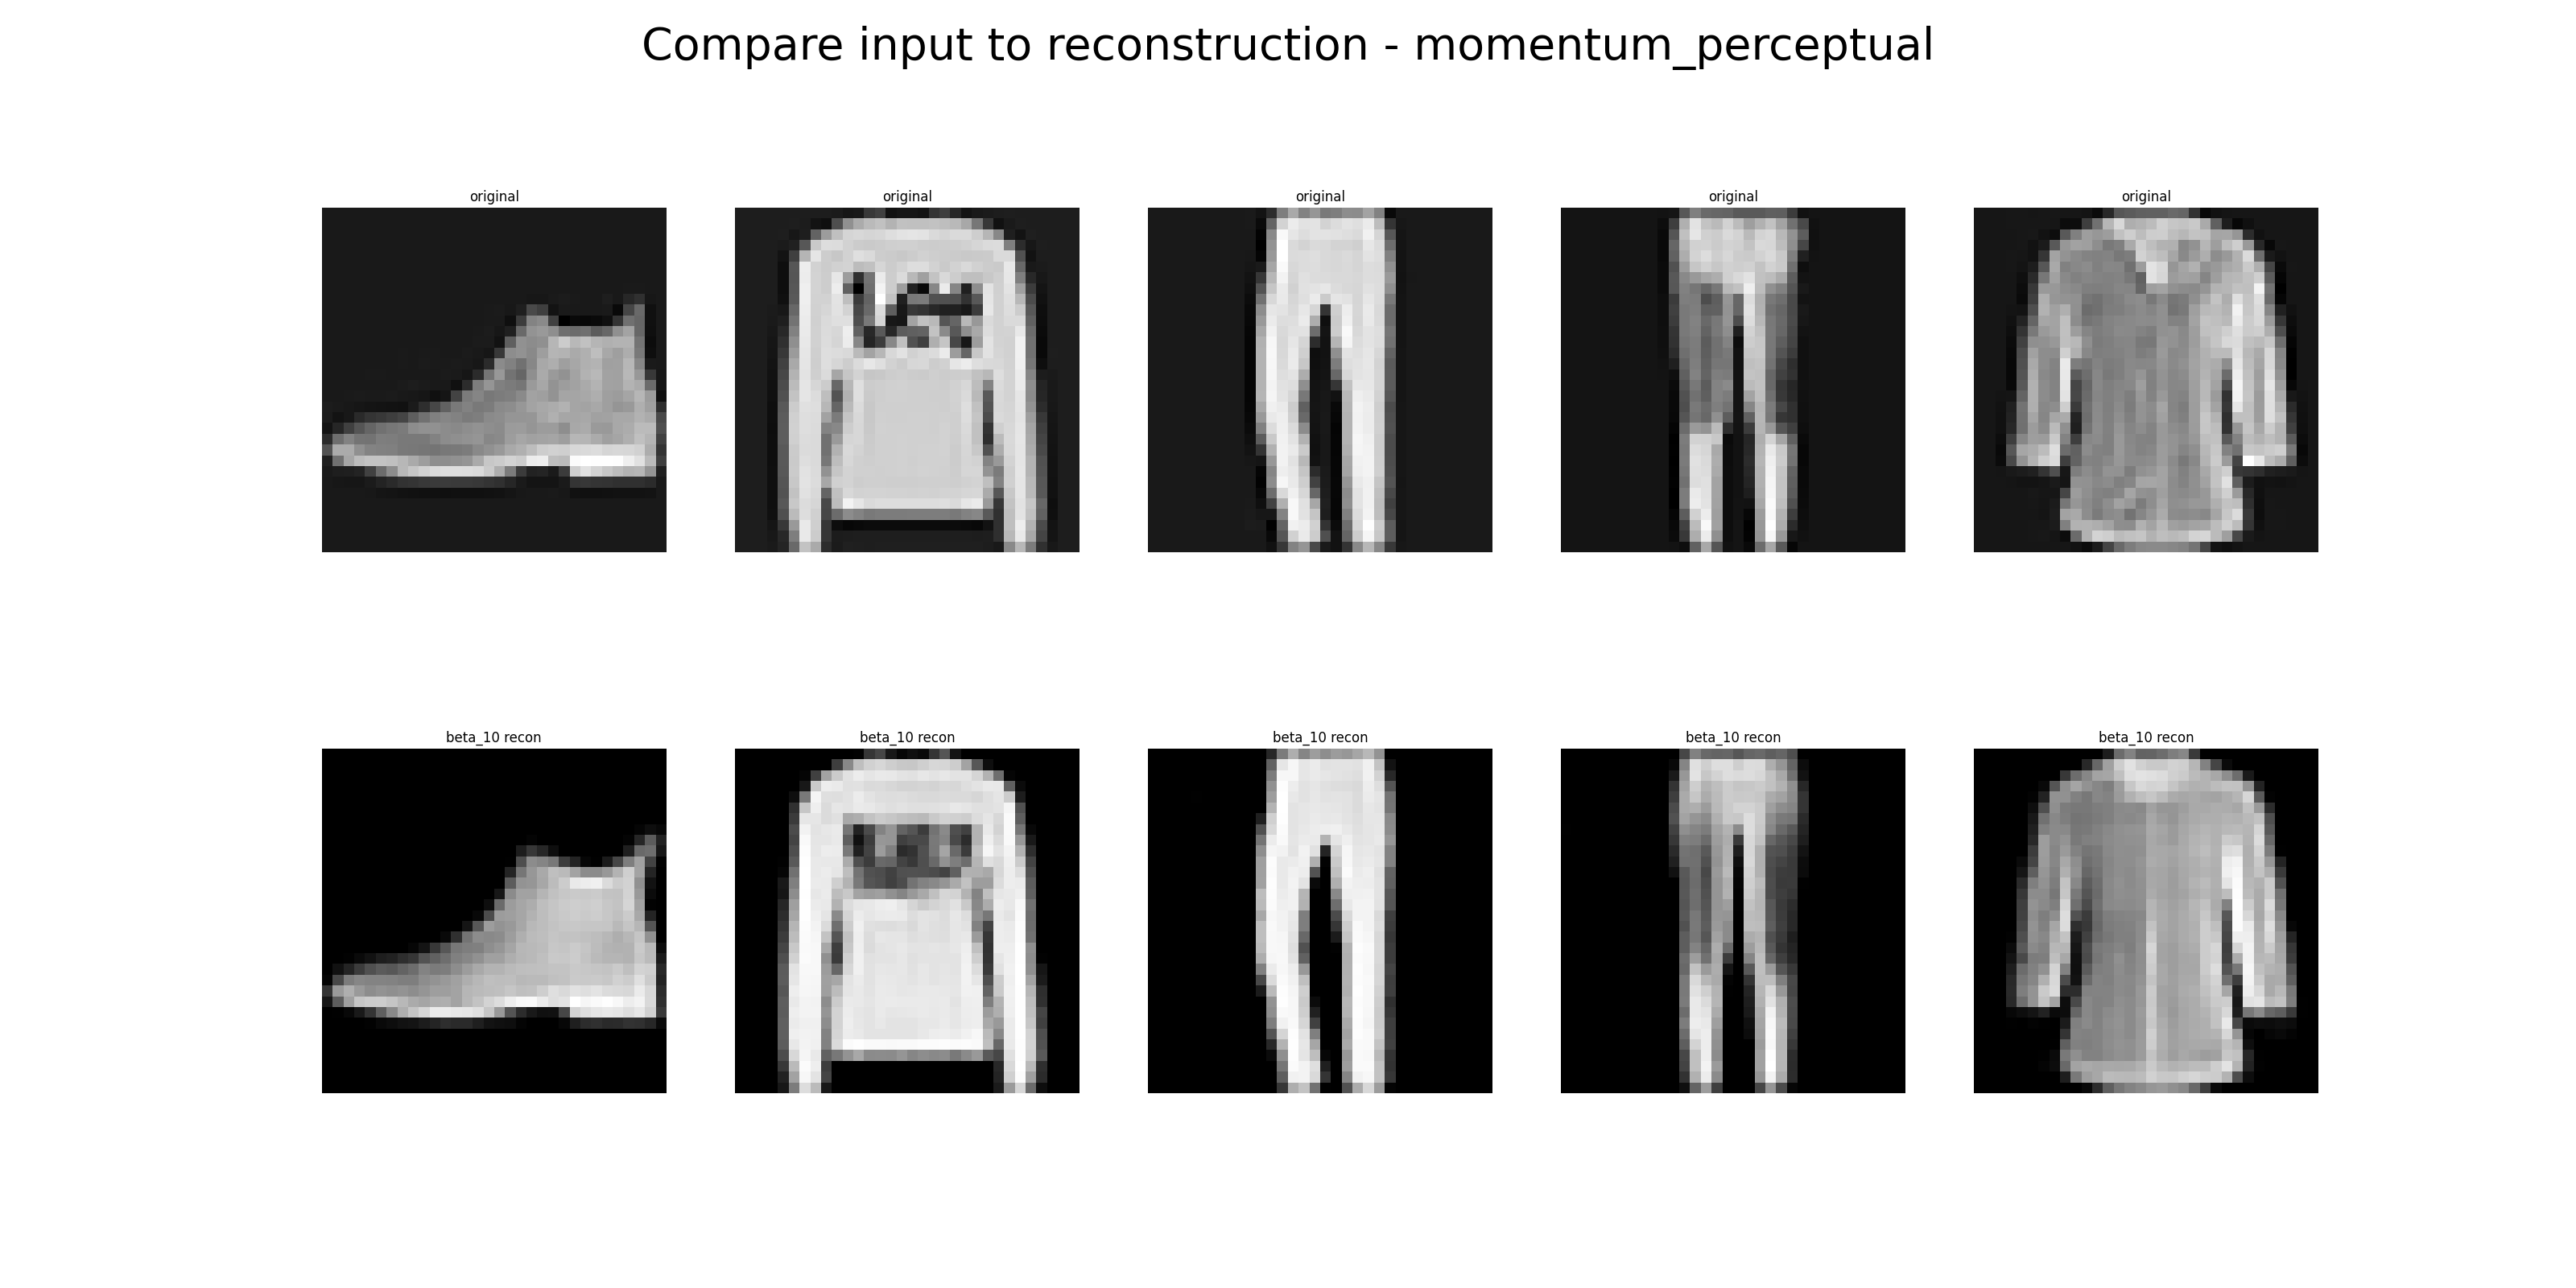 Compare input to reconstruction - momentum_perceptual
original original original original original
beta_10 recon beta_10 recon beta_10 recon beta_10 recon beta_10 recon